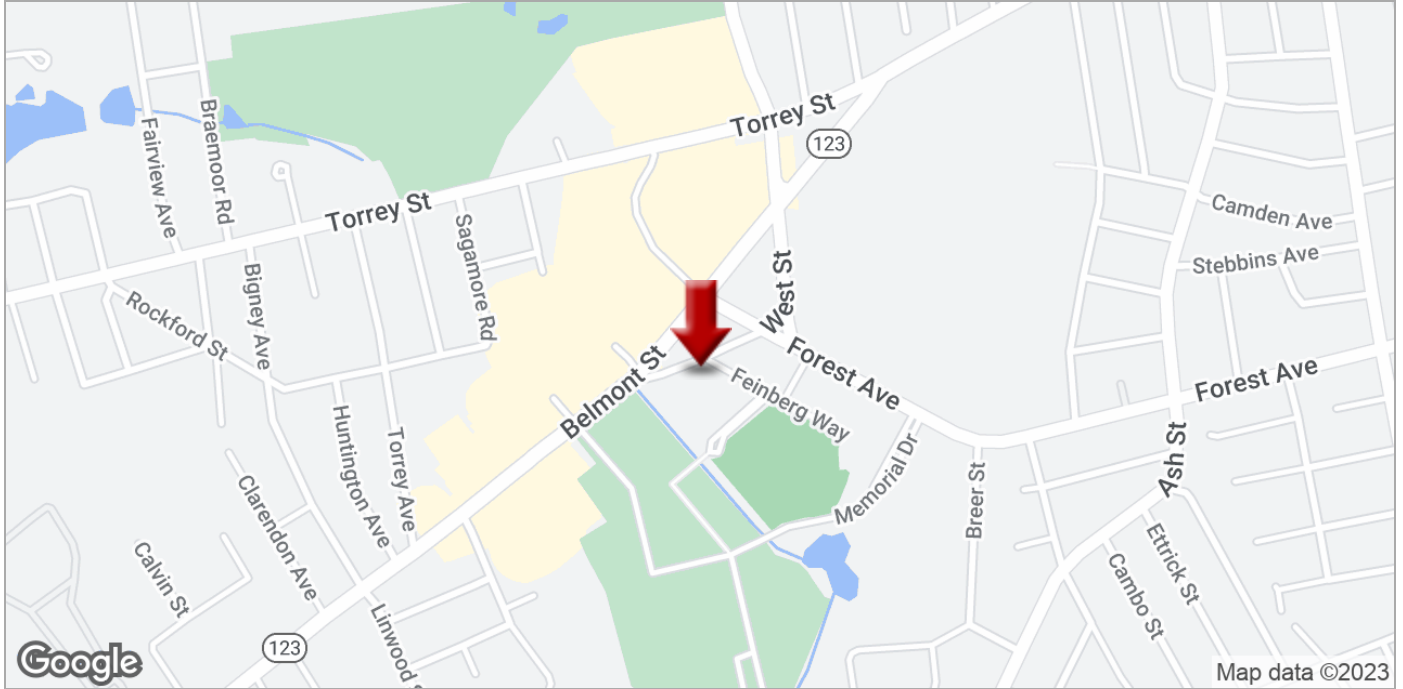 Torrey St
123
Braemoor Rd
Fairview Ave
Camden Ave
Torrey St
Sagamore Rd
Stebbins Ave
West St
Bigney Ave
Rockford St
Belmont St
Forest Ave
Forest Ave
Feinberg Way
Huntington Ave
Torrey Ave
Memorial Dr
Ash St
Breer St
Clarendon Ave
Calvin St
Ettrick St
Cambo St
Linwood S
123
Google
Map data ©2023